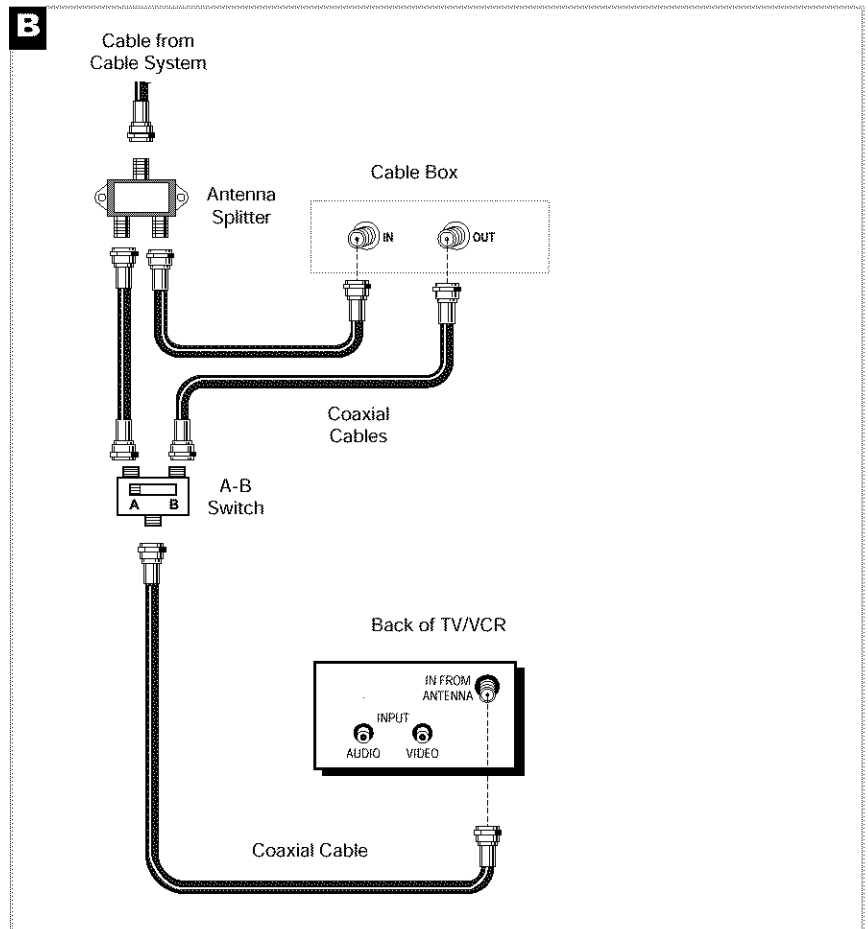 B
Cable from
Cable System
Antenna
Splitter
Cable Box
IN
OUT
Coaxial
Cables
A-B
Switch
A
B
Back of TV/VCR
IN FROM
ANTENNA
INPUT
AUDIO
VIDEO
Coaxial Cable